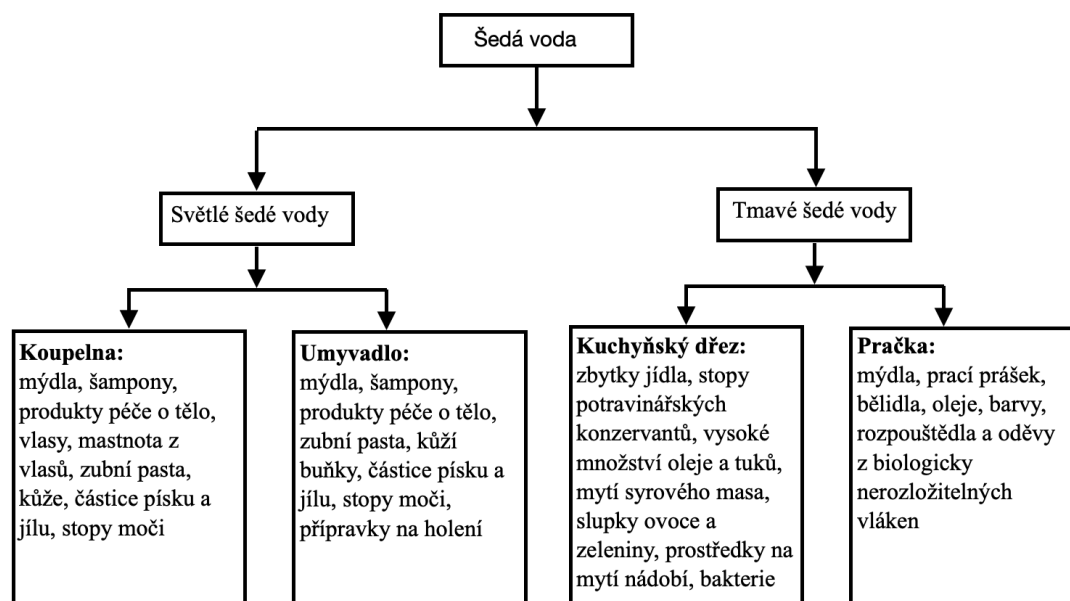 Šedá voda
Světlé šedé vody
Tmavé šedé vody
Koupelna:
mýdla, šampony,
produkty péče o tělo,
vlasy, mastnota z
vlasů, zubní pasta,
kůže, částice písku a
jílu, stopy moči
Umyvadlo:
mýdla, šampony,
produkty péče o tělo,
zubní pasta, kůží
buňky, částice písku a
jílu, stopy moči,
přípravky na holení
Kuchyňský dřez:
zbytky jídla, stopy
potravinářských
konzervantů, vysoké
množství oleje a tuků,
mytí syrového masa,
slupky ovoce a
zeleniny, prostředky na
mytí nádobí, bakterie
Pračka:
mýdla, prací prášek,
bělidla, oleje, barvy,
rozpouštědla a oděvy
z biologicky
nerozložitelných
vláken